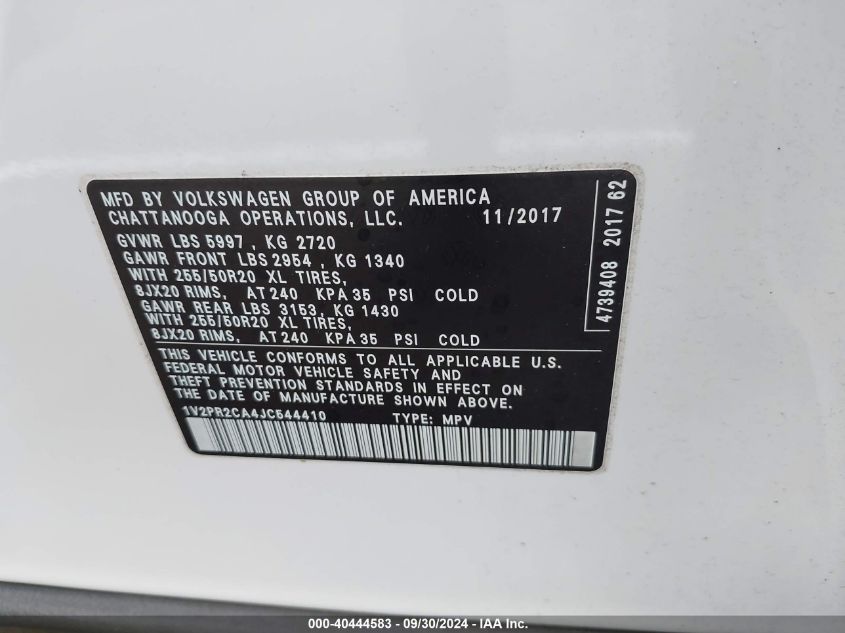 MFD BY VOLKSWAGEN GROUP OF AMERICA
CHATTANOOGA OPERATIONS, LLC. 11/2017
GVWR LBS 5997 , KG 2720
GAWR FRONT LBS 2954 , KG 1340
WITH 255/50R20 XL TIRES,
8JX20 RIMS, AT 240 KPA 35 PSI COLD
GAWR REAR LBS 3153, KG 1430
WITH 255/50R20 XL TIRES,
8JX20 RIMS, AT 240 KPA 35 PSI COLD
THIS VEHICLE CONFORMS TO ALL APPLICABLE U.S.
FEDERAL MOTOR VEHICLE SAFETY AND
THEFT PREVENTION STANDARDS IN EFFECT ON
THE DATE OF MANUFACTURE SHOWN ABOVE.
1V2PR2CA4JC544410 TYPE: MPV
4739408 2017 62
000-40444583 - 09/30/2024 - IAA Inc.